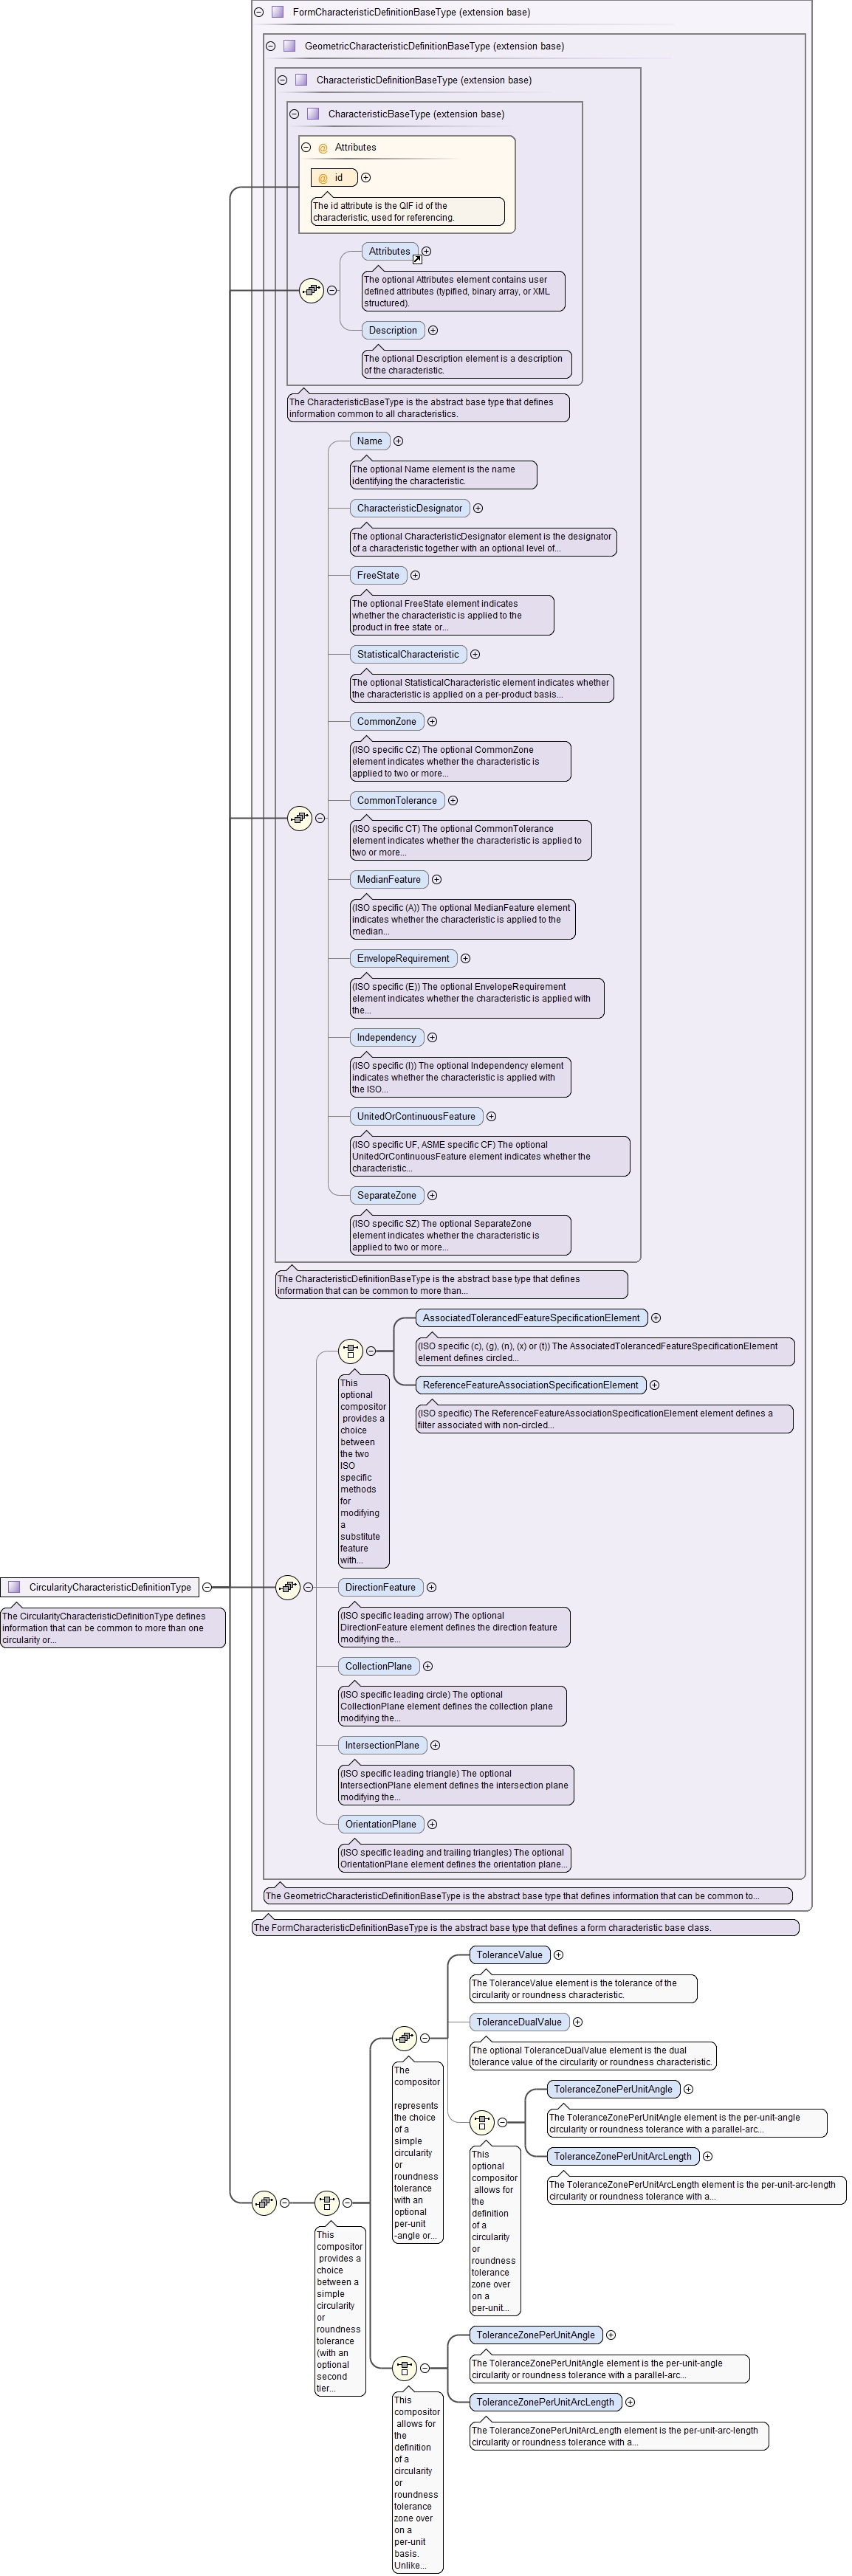 FormCharacteristicDefinitionBaseType (extension base)
GeometricCharacteristicDefinitionBaseType (extension base)
CharacteristicDefinitionBaseType (extension base)
CharacteristicBaseType (extension base)
@ Attributes
@ id
The id attribute is the QIF id of the
characteristic, used for referencing.
Attributes
The optional Attributes element contains user
defined attributes (typified, binary array, or XML
structured).
Description
The optional Description element is a description
of the characteristic.
The CharacteristicBaseType is the abstract base type that defines
information common to all characteristics.
Name
The optional Name element is the name
identifying the characteristic.
CharacteristicDesignator
The optional CharacteristicDesignator element is the designator
of a characteristic together with an optional level of...
FreeState
The optional FreeState element indicates
whether the characteristic is applied to the
product in free state or...
StatisticalCharacteristic
The optional StatisticalCharacteristic element indicates whether
the characteristic is applied on a per-product basis...
CommonZone
(ISO specific CZ) The optional CommonZone
element indicates whether the characteristic is
applied to two or more...
CommonTolerance
(ISO specific CT) The optional CommonTolerance
element indicates whether the characteristic is applied to
two or more...
MedianFeature
(ISO specific (A)) The optional MedianFeature element
indicates whether the characteristic is applied to the
median...
EnvelopeRequirement
(ISO specific (E)) The optional EnvelopeRequirement
element indicates whether the characteristic is applied with
the...
Independency
(ISO specific (I)) The optional Independency element
indicates whether the characteristic is applied with
the ISO...
UnitedOrContinuousFeature
(ISO specific UF, ASME specific CF) The optional
UnitedOrContinuousFeature element indicates whether the
characteristic...
SeparateZone
(ISO specific SZ) The optional SeparateZone
element indicates whether the characteristic is
applied to two or more...
The CharacteristicDefinitionBaseType is the abstract base type that defines
information that can be common to more than...
AssociatedTolerancedFeatureSpecificationElement
(ISO specific (c), (g), (n), (x) or (t)) The AssociatedTolerancedFeatureSpecificationElement
element defines circled...
ReferenceFeatureAssociationSpecificationElement
(ISO specific) The ReferenceFeatureAssociationSpecificationElement element defines a
filter associated with non-circled...
This
optional
compositor
provides a
choice
between
the two
ISO
specific
methods
for
modifying
a
substitute
feature
with...
CircularityCharacteristicDefinitionType
The CircularityCharacteristicDefinitionType defines
information that can be common to more than one
circularity or...
DirectionFeature
(ISO specific leading arrow) The optional
DirectionFeature element defines the direction feature
modifying the...
CollectionPlane
(ISO specific leading circle) The optional
CollectionPlane element defines the collection plane
modifying the...
IntersectionPlane
(ISO specific leading triangle) The optional
IntersectionPlane element defines the intersection plane
modifying the...
OrientationPlane
(ISO specific leading and trailing triangles) The optional
OrientationPlane element defines the orientation plane...
The GeometricCharacteristicDefinitionBaseType is the abstract base type that defines information that can be common to...
The FormCharacteristicDefinitionBaseType is the abstract base type that defines a form characteristic base class.
ToleranceValue
The ToleranceValue element is the tolerance of the
circularity or roundness characteristic.
ToleranceDualValue
The optional ToleranceDualValue element is the dual
tolerance value of the circularity or roundness characteristic.
The
compositor
represents
the choice
of a
simple
circularity
or
roundness
tolerance
with an
optional
per-unit
-angle or...
ToleranceZonePerUnitAngle
The ToleranceZonePerUnitAngle element is the per-unit-angle
circularity or roundness tolerance with a parallel-arc...
ToleranceZonePerUnitArcLength
The ToleranceZonePerUnitArcLength element is the per-unit-arc-length
circularity or roundness tolerance with a...
This
optional
compositor
allows for
the
definition
of a
circularity
or
roundness
tolerance
zone over
on a
per-unit...
This
compositor
provides a
choice
between a
simple
circularity
or
roundness
tolerance
(with an
optional
second
tier...
ToleranceZonePerUnitAngle
The ToleranceZonePerUnitAngle element is the per-unit-angle
circularity or roundness tolerance with a parallel-arc...
ToleranceZonePerUnitArcLength
The ToleranceZonePerUnitArcLength element is the per-unit-arc-length
circularity or roundness tolerance with a...
This
compositor
allows for
the
definition
of a
circularity
or
roundness
tolerance
zone over
on a
per-unit
basis.
Unlike...